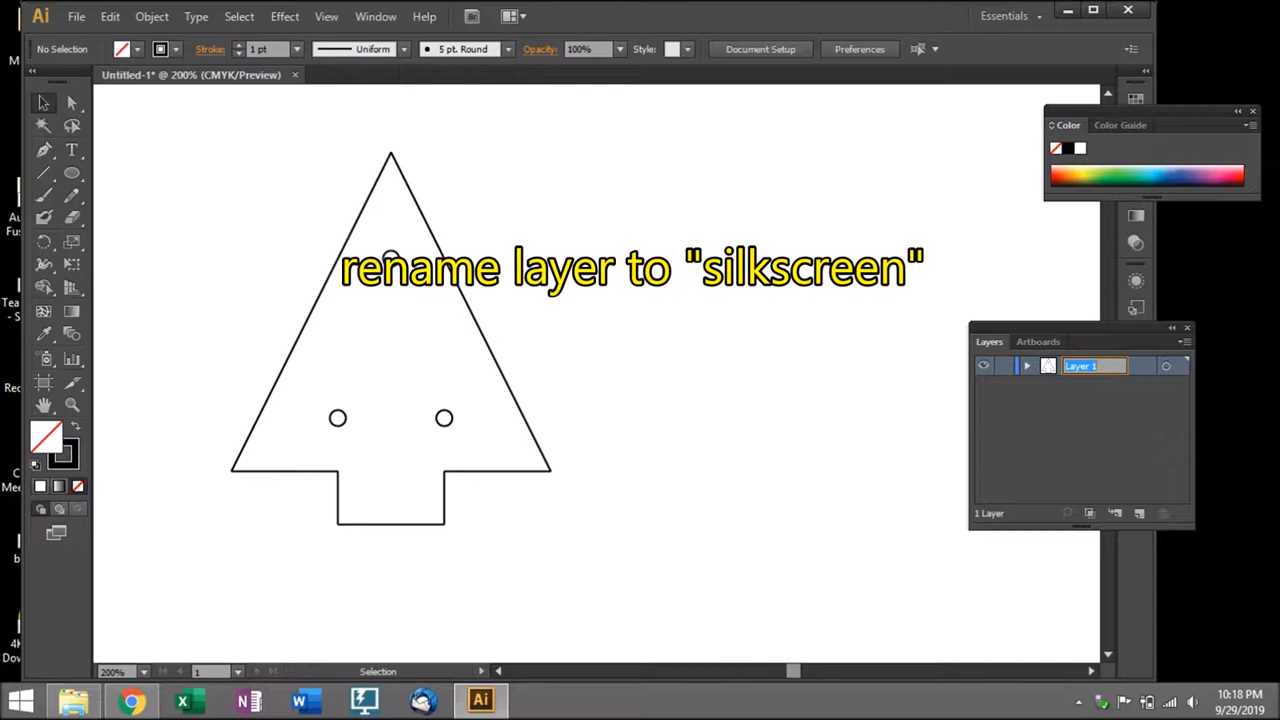 Ai File Edit Object Type Select Effect View Window Help Br Essentials
No Selection Stroke: 1 pt Uniform 5 pt. Round Opacity: 100% Style: Document Setup Preferences
Untitled-1* @ 200% (CMYK/Preview) ×
Color Color Guide
rename layer to "silkscreen"
Layers Artboards
Layer 1
1 Layer
200% 1 Selection
Ai
10:18 PM
9/29/2019